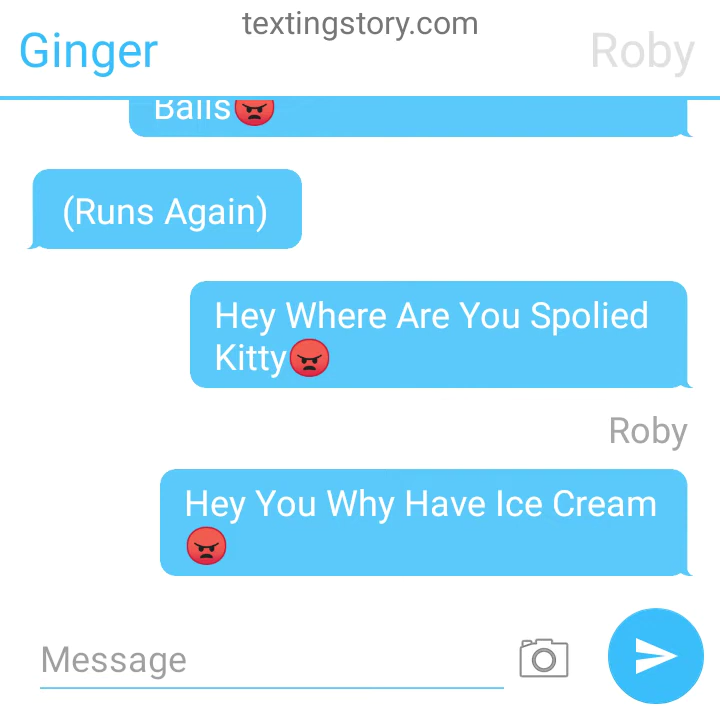 textingstory.com
Ginger
Roby
Balls😡
(Runs Again)
Hey Where Are You Spolied
Kitty😡
Roby
Hey You Why Have Ice Cream
😡
Message